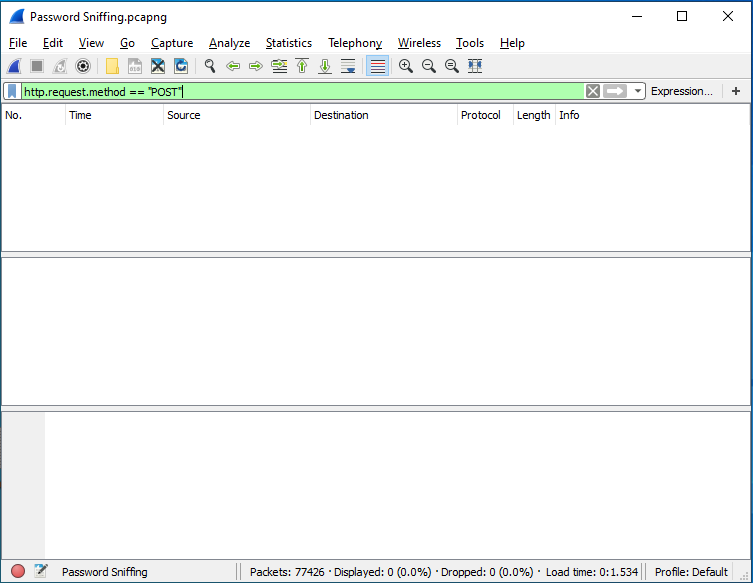 Password Sniffing.pcapng
File Edit View Go Capture Analyze Statistics Telephony Wireless Tools Help
http.request.method == "POST" Expression... +
No. Time Source Destination Protocol Length Info
Password Sniffing Packets: 77426 · Displayed: 0 (0.0%) · Dropped: 0 (0.0%) · Load time: 0:1.534 Profile: Default